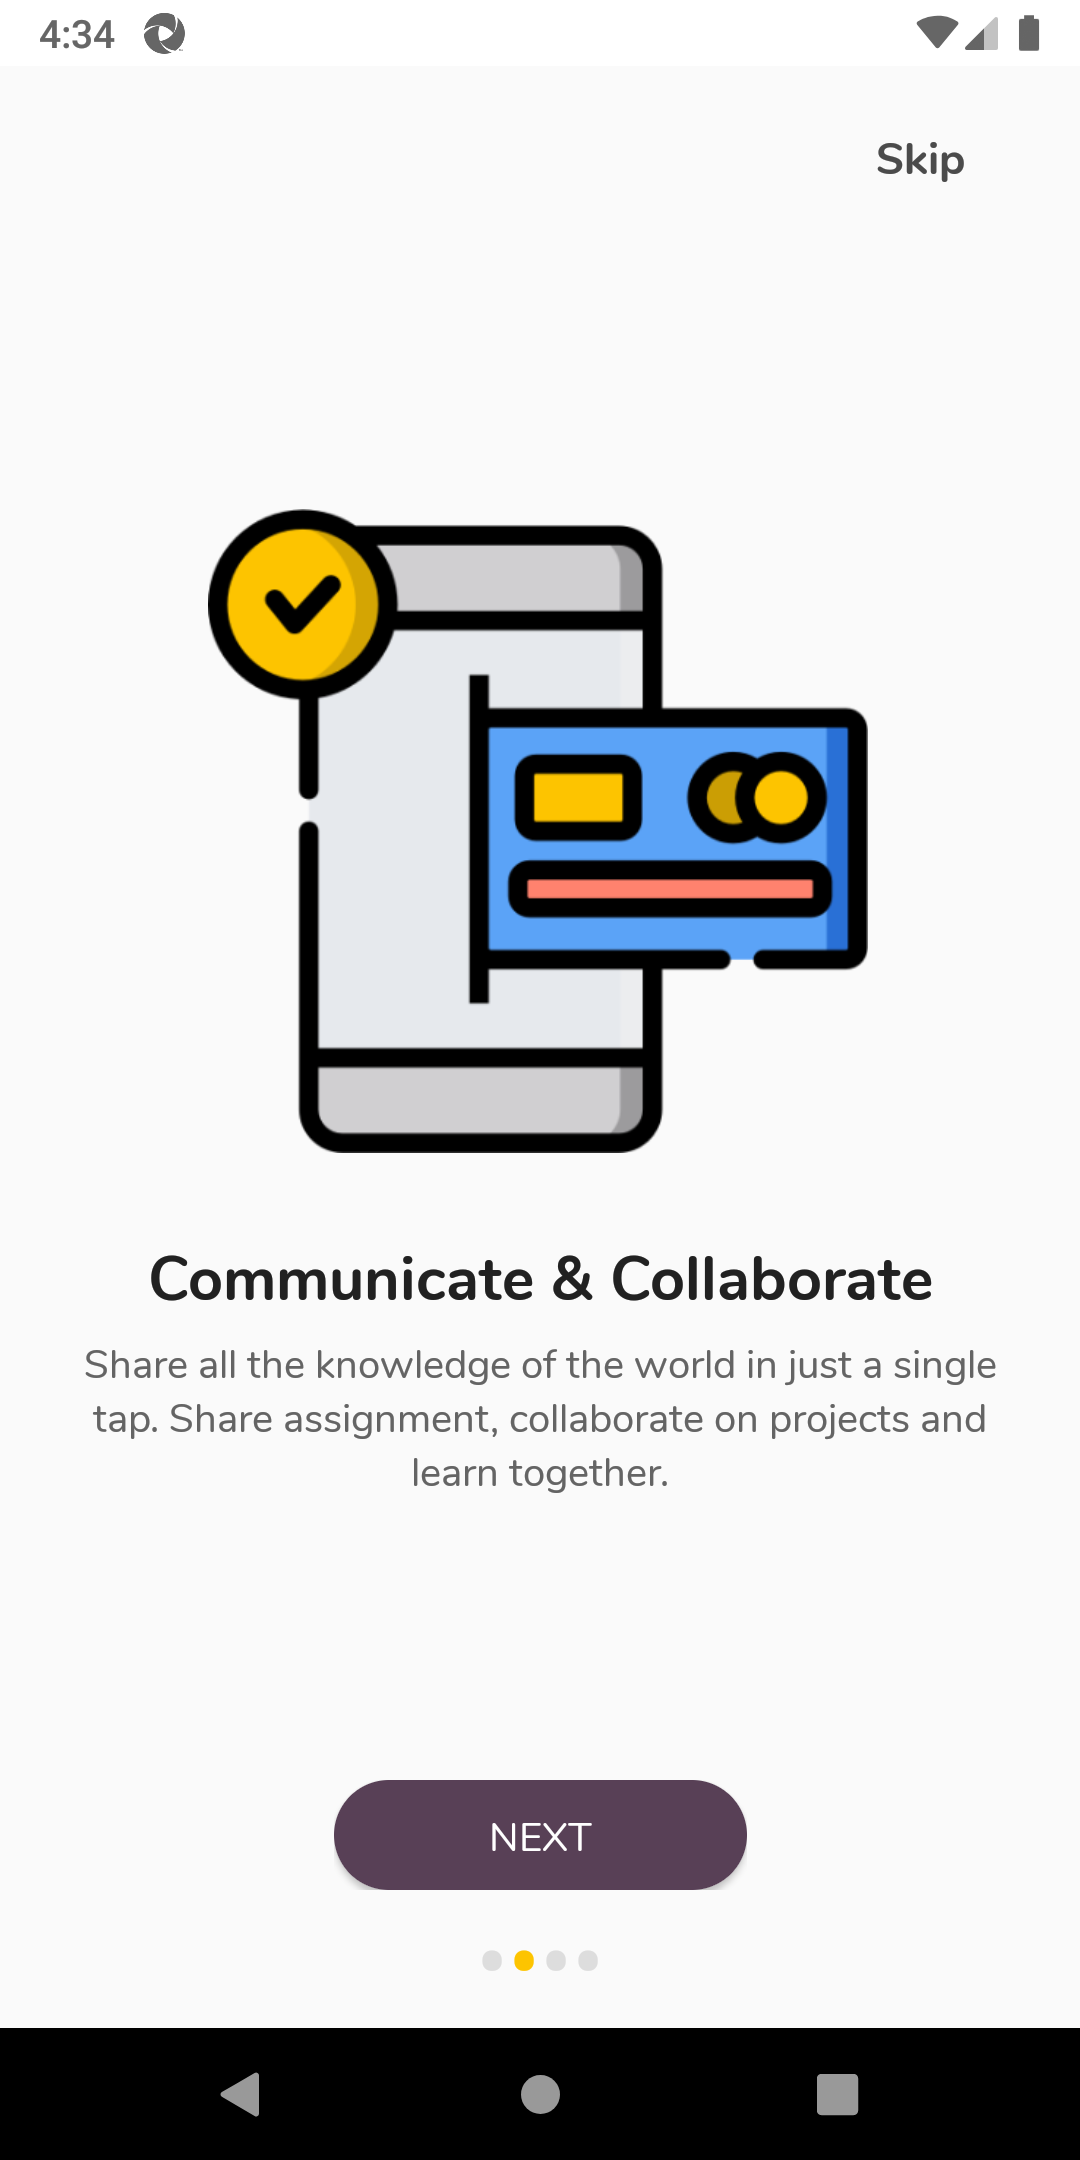 4:34
Skip
Communicate & Collaborate
Share all the knowledge of the world in just a single
tap. Share assignment, collaborate on projects and
learn together.
NEXT